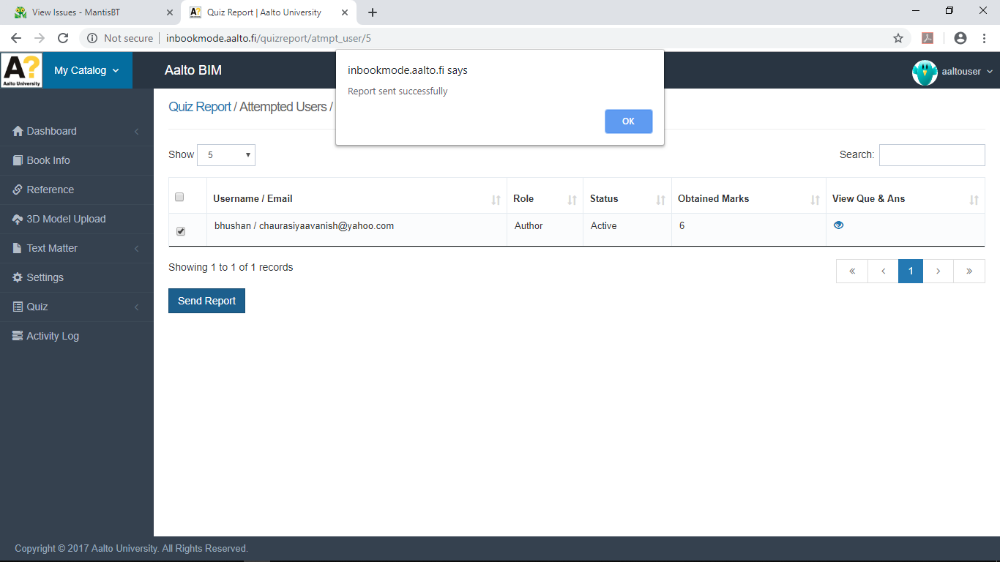 View Issues - MantisBT
Quiz Report | Aalto University
Not secure | inbookmode.aalto.fi/quizreport/atmpt_user/5
A?
Aalto University
My Catalog
Aalto BIM
aaltouser
inbookmode.aalto.fi says
Report sent successfully
OK
Dashboard
Book Info
Reference
3D Model Upload
Text Matter
Settings
Quiz
Activity Log
Quiz Report / Attempted Users /
Show 5
Search:
Username / Email Role Status Obtained Marks View Que & Ans
bhushan / chaurasiyaavanish@yahoo.com Author Active 6
Showing 1 to 1 of 1 records
« ‹ 1 › »
Send Report
Copyright © 2017 Aalto University. All Rights Reserved.